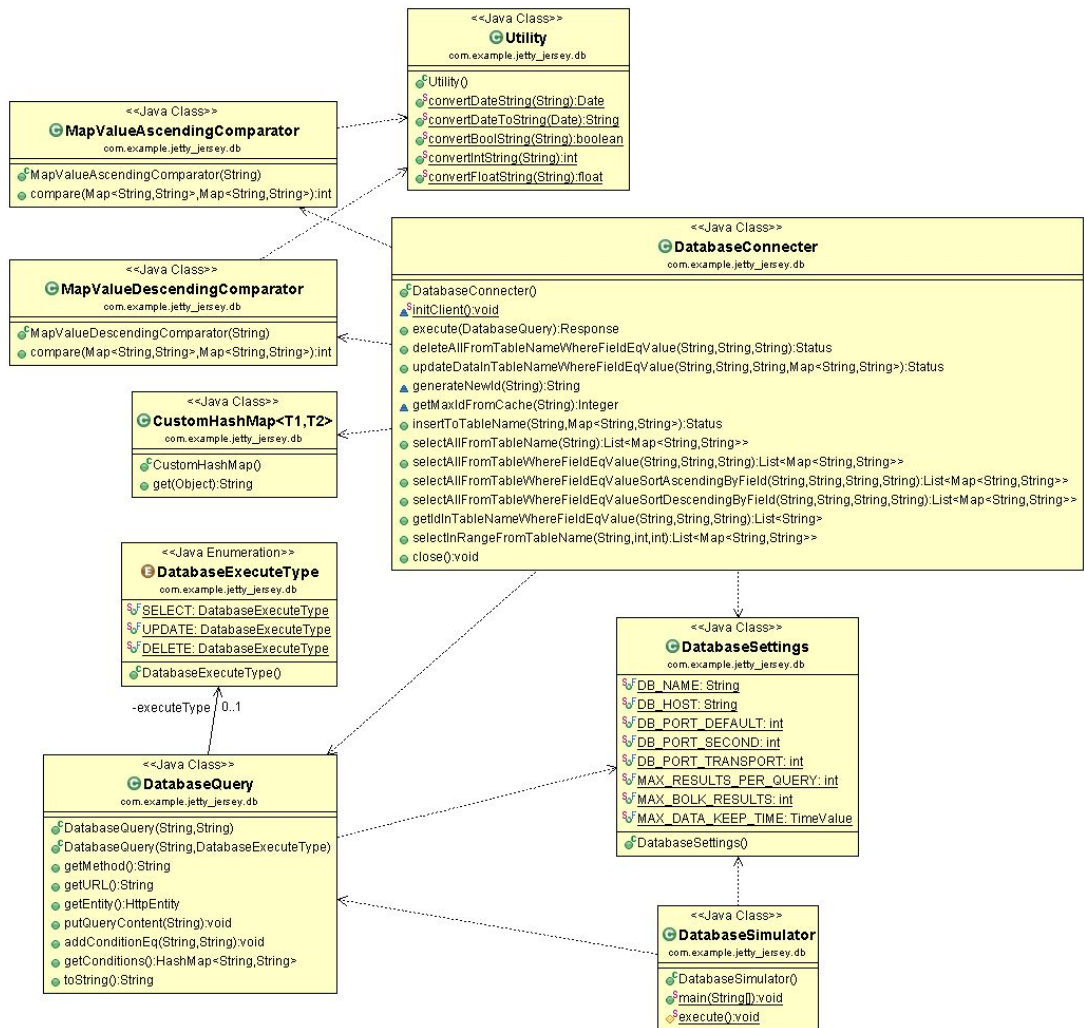 <<Java Class>>
Utility
com.example.jetty_jersey.db
Utility()
convertDateString(String):Date
convertDateToString(Date):String
convertBoolString(String):boolean
convertIntString(String):int
convertFloatString(String):float
<<Java Class>>
MapValueAscendingComparator
com.example.jetty_jersey.db
MapValueAscendingComparator(String)
compare(Map<String,String>,Map<String,String>):int
<<Java Class>>
DatabaseConnecter
com.example.jetty_jersey.db
DatabaseConnecter()
initClient():void
execute(DatabaseQuery):Response
deleteAllFromTableNameWhereFieldEqValue(String,String,String):Status
updateDataInTableNameWhereFieldEqValue(String,String,String,Map<String,String>):Status
generateNewId(String):String
getMaxIdFromCache(String):Integer
insertToTableName(String,Map<String,String>):Status
selectAllFromTableName(String):List<Map<String,String>>
selectAllFromTableWhereFieldEqValue(String,String,String):List<Map<String,String>>
selectAllFromTableWhereFieldEqValueSortAscendingByField(String,String,String,String):List<Map<String,String>>
selectAllFromTableWhereFieldEqValueSortDescendingByField(String,String,String,String):List<Map<String,String>>
getIdInTableNameWhereFieldEqValue(String,String,String):List<String>
selectInRangeFromTableName(String,int,int):List<Map<String,String>>
close():void
<<Java Class>>
MapValueDescendingComparator
com.example.jetty_jersey.db
MapValueDescendingComparator(String)
compare(Map<String,String>,Map<String,String>):int
<<Java Class>>
CustomHashMap<T1,T2>
com.example.jetty_jersey.db
CustomHashMap()
get(Object):String
<<Java Enumeration>>
DatabaseExecuteType
com.example.jetty_jersey.db
SELECT: DatabaseExecuteType
UPDATE: DatabaseExecuteType
DELETE: DatabaseExecuteType
DatabaseExecuteType()
-executeType 0..1
<<Java Class>>
DatabaseSettings
com.example.jetty_jersey.db
DB_NAME: String
DB_HOST: String
DB_PORT_DEFAULT: int
DB_PORT_SECOND: int
DB_PORT_TRANSPORT: int
MAX_RESULTS_PER_QUERY: int
MAX_BOLK_RESULTS: int
MAX_DATA_KEEP_TIME: TimeValue
DatabaseSettings()
<<Java Class>>
DatabaseQuery
com.example.jetty_jersey.db
DatabaseQuery(String,String)
DatabaseQuery(String,DatabaseExecuteType)
getMethod():String
getURL():String
getEntity():HttpEntity
putQueryContent(String):void
addConditionEq(String,String):void
getConditions():HashMap<String,String>
toString():String
<<Java Class>>
DatabaseSimulator
com.example.jetty_jersey.db
DatabaseSimulator()
main(String[]):void
execute():void